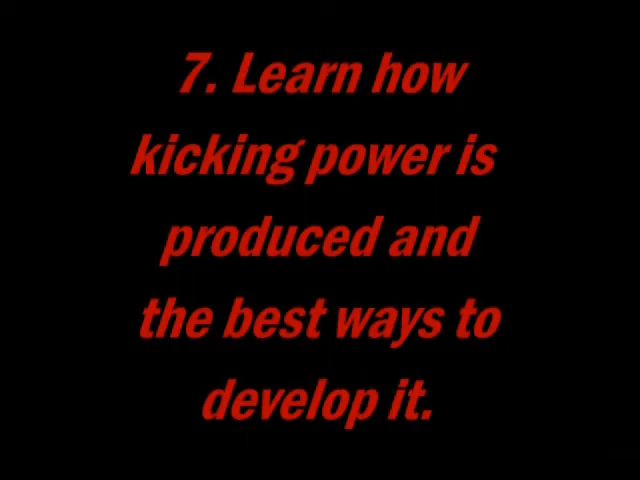 7. Learn how
kicking power is
produced and
the best ways to
develop it.